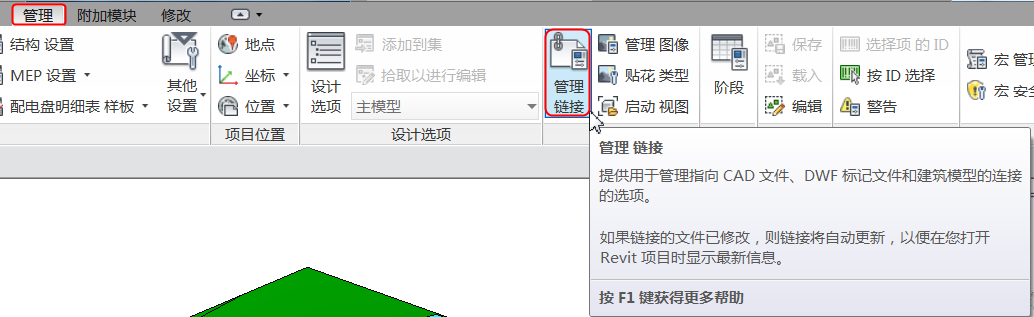 管理 附加模块 修改
结构 设置
MEP 设置
配电盘明细表 样板
其他
设置
地点
坐标
位置
项目位置
设计
选项
添加到集
拾取以进行编辑
主模型
设计选项
管理
链接
管理 图像
贴花 类型
启动 视图
阶段
保存
载入
编辑
选择项 的 ID
按 ID 选择
警告
宏 管理
宏 安全
管理 链接
提供用于管理指向 CAD 文件、DWF 标记文件和建筑模型的连接
的选项。
如果链接的文件已修改，则链接将自动更新，以便在您打开
Revit 项目时显示最新信息。
按 F1 键获得更多帮助